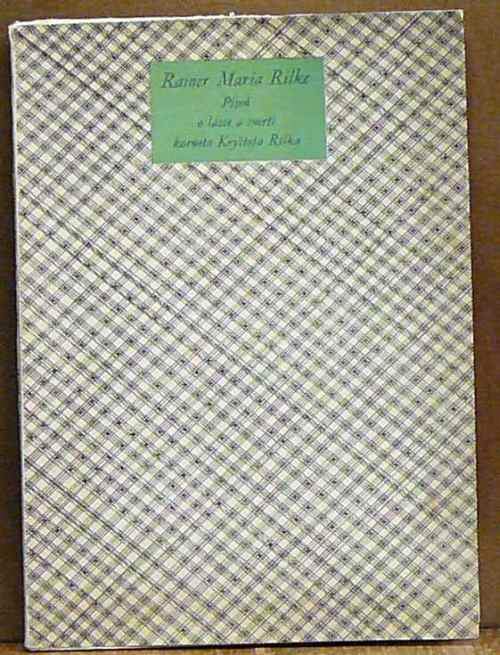 Rainer Maria Rilke
Píseň
o lásce a smrti
korneta Kryštofa Rilka